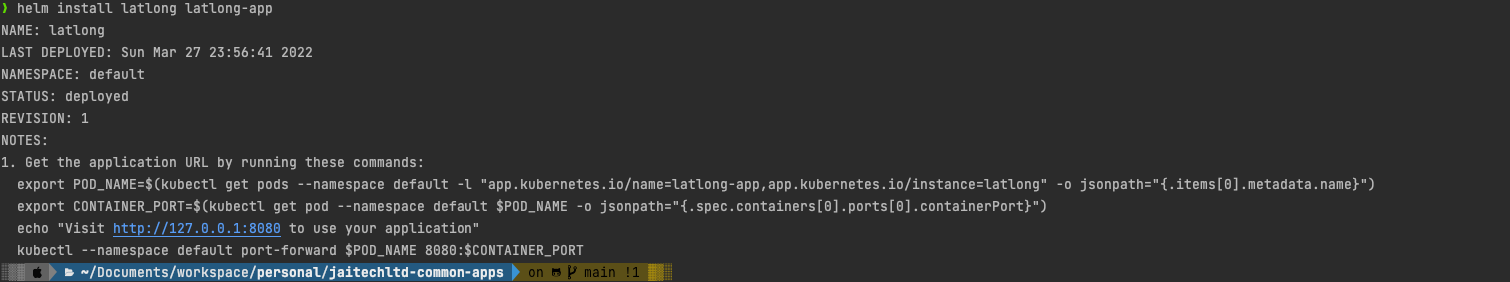 ❯ helm install latlong latlong-app
NAME: latlong
LAST DEPLOYED: Sun Mar 27 23:56:41 2022
NAMESPACE: default
STATUS: deployed
REVISION: 1
NOTES:
1. Get the application URL by running these commands:
  export POD_NAME=$(kubectl get pods --namespace default -l "app.kubernetes.io/name=latlong-app,app.kubernetes.io/instance=latlong" -o jsonpath="{.items[0].metadata.name}")
  export CONTAINER_PORT=$(kubectl get pod --namespace default $POD_NAME -o jsonpath="{.spec.containers[0].ports[0].containerPort}")
  echo "Visit http://127.0.0.1:8080 to use your application"
  kubectl --namespace default port-forward $POD_NAME 8080:$CONTAINER_PORT
~/Documents/workspace/personal/jaitechltd-common-apps on main !1